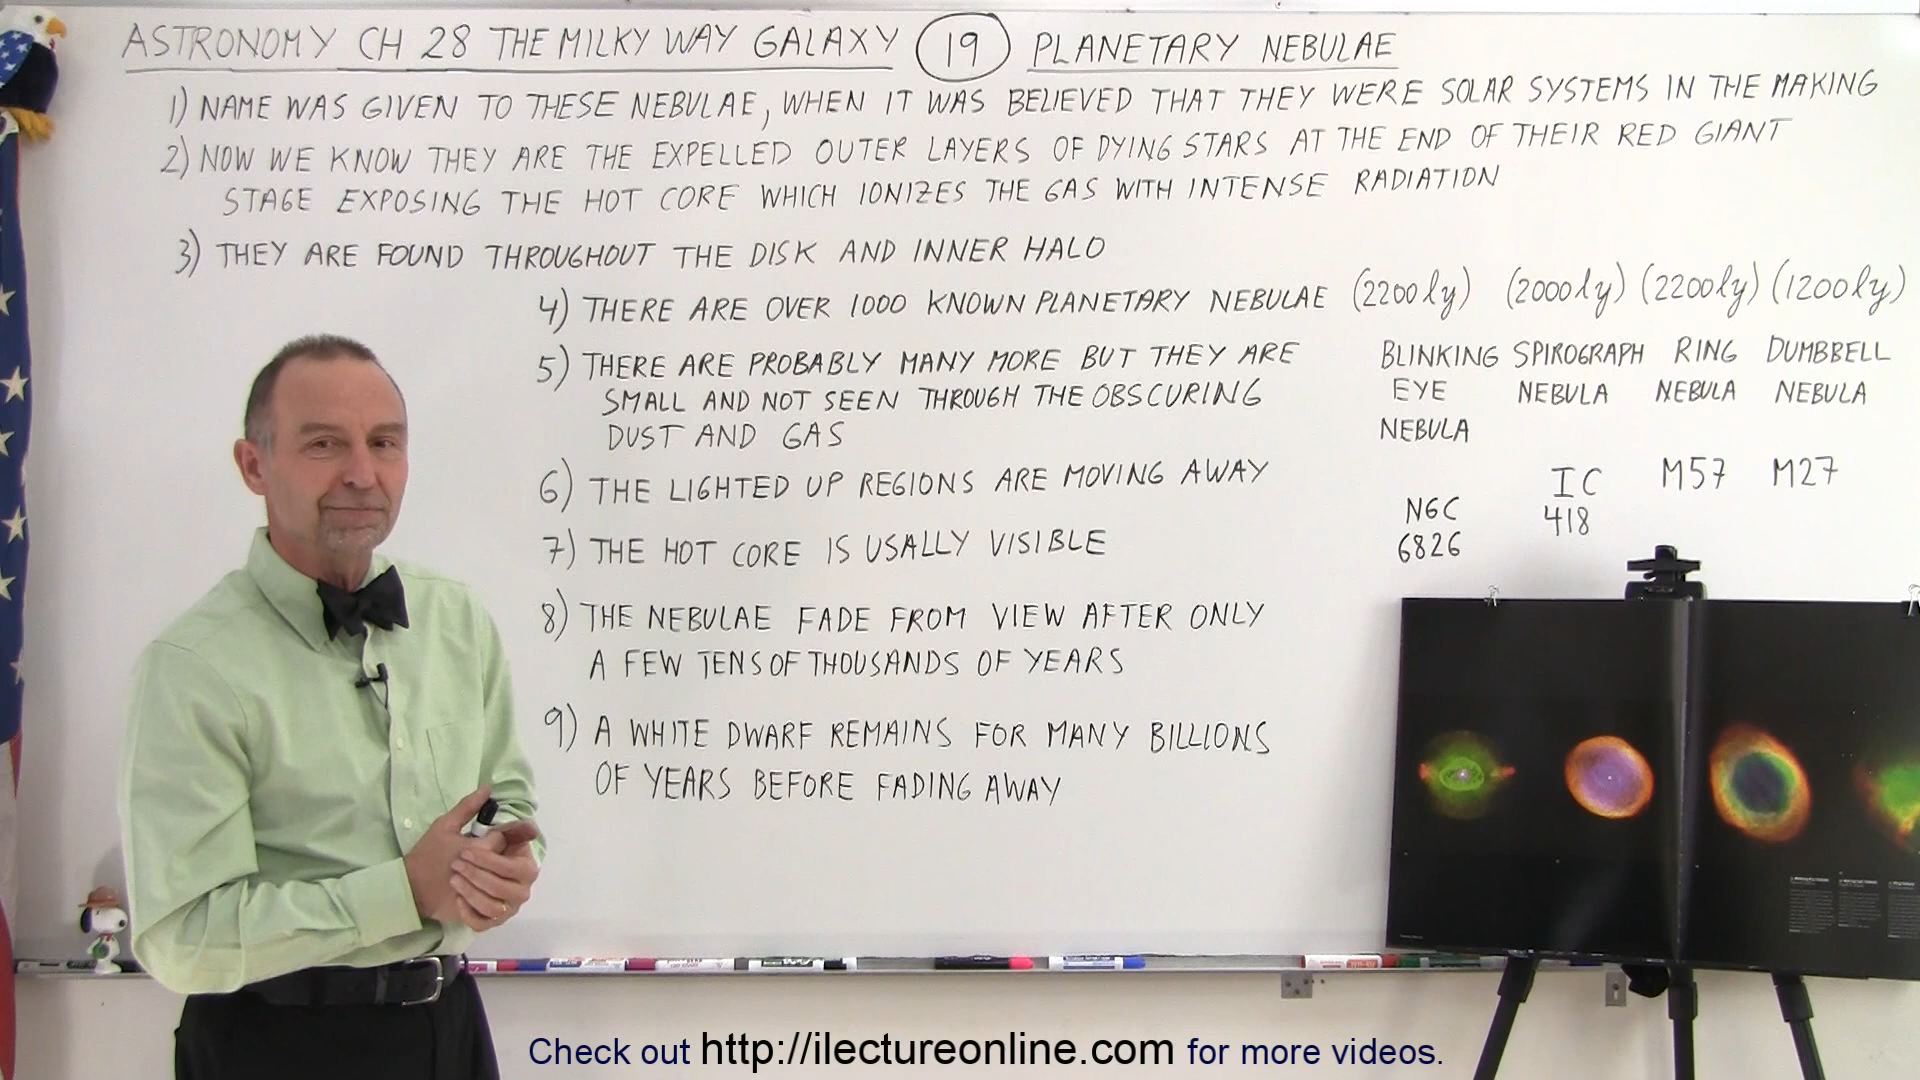 ASTRONOMY CH 28 THE MILKY WAY GALAXY 19 PLANETARY NEBULAE
1) NAME WAS GIVEN TO THESE NEBULAE, WHEN IT WAS BELIEVED THAT THEY WERE SOLAR SYSTEMS IN THE MAKING
2) NOW WE KNOW THEY ARE THE EXPELLED OUTER LAYERS OF DYING STARS AT THE END OF THEIR RED GIANT
STAGE EXPOSING THE HOT CORE WHICH IONIZES THE GAS WITH INTENSE RADIATION
3) THEY ARE FOUND THROUGHOUT THE DISK AND INNER HALO
4) THERE ARE OVER 1000 KNOWN PLANETARY NEBULAE
5) THERE ARE PROBABLY MANY MORE BUT THEY ARE
SMALL AND NOT SEEN THROUGH THE OBSCURING
DUST AND GAS
6) THE LIGHTED UP REGIONS ARE MOVING AWAY
7) THE HOT CORE IS USALLY VISIBLE
8) THE NEBULAE FADE FROM VIEW AFTER ONLY
A FEW TENS OF THOUSANDS OF YEARS
9) A WHITE DWARF REMAINS FOR MANY BILLIONS
OF YEARS BEFORE FADING AWAY
(2200ly) (2000ly) (2200ly) (1200ly)
BLINKING SPIROGRAPH RING DUMBBELL
EYE NEBULA NEBULA NEBULA
NEBULA
IC M57 M27
NGC 418
6826
Check out http://ilectureonline.com for more videos.